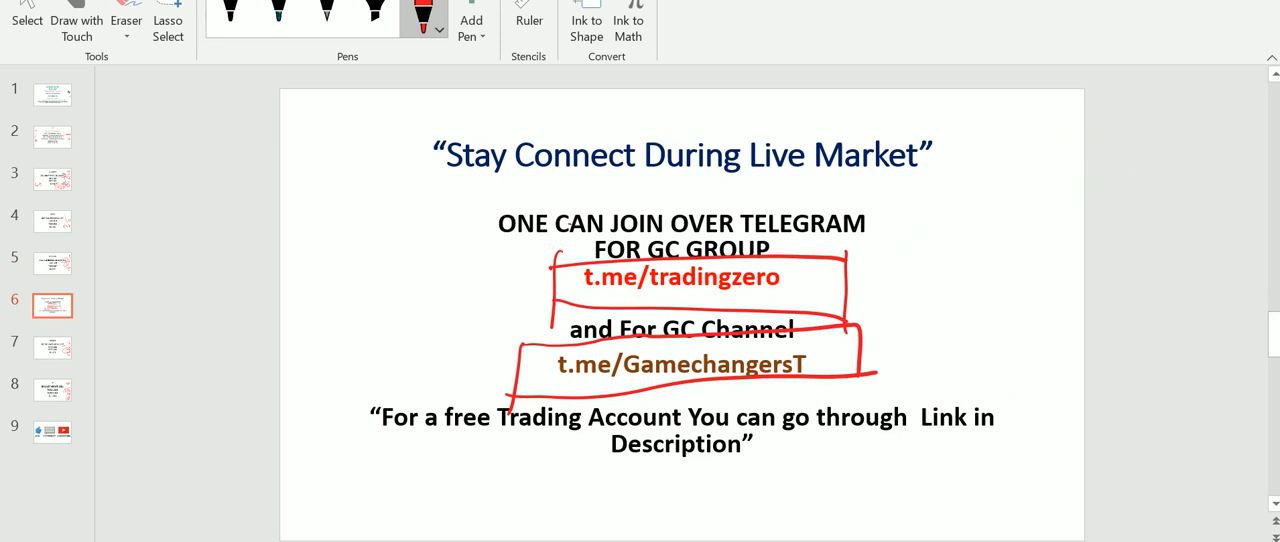 Select
Draw with Touch
Eraser
Lasso Select
Add Pen
Ruler
Ink to Shape
Ink to Math
Tools
Pens
Stencils
Convert
1
2
3
4
5
6
7
8
9
“Stay Connect During Live Market”
ONE CAN JOIN OVER TELEGRAM
FOR GC GROUP
t.me/tradingzero
and For GC Channel
t.me/GamechangersT
“For a free Trading Account You can go through Link in
Description”